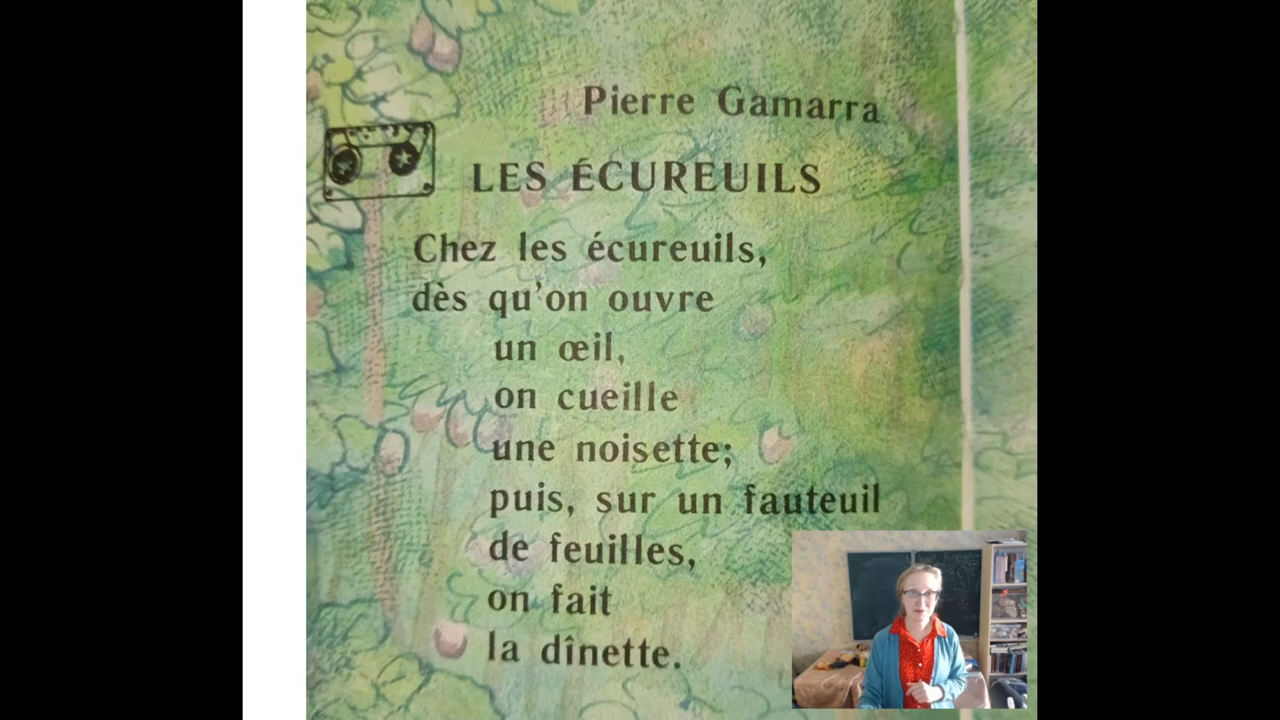 Pierre Gamarra
LES ÉCUREUILS
Chez les écureuils,
dès qu'on ouvre
un œil,
on cueille
une noisette;
puis, sur un fauteuil
de feuilles,
on fait
la dînette.